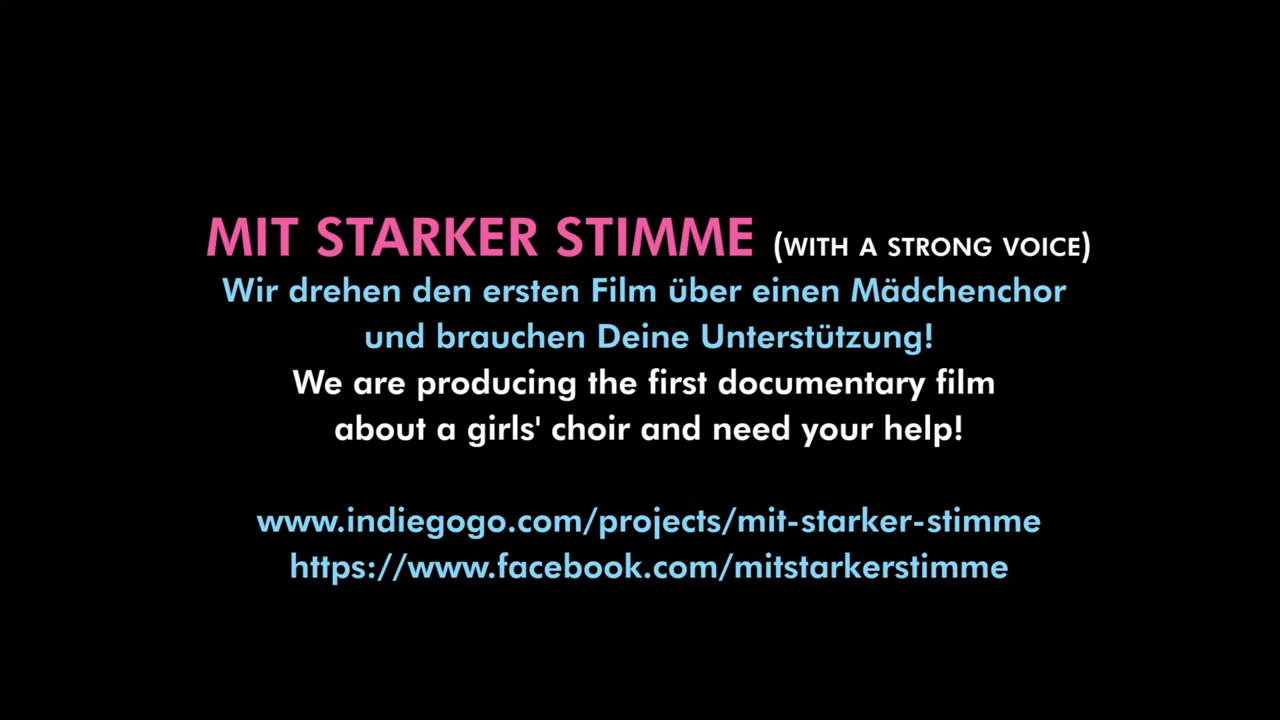 MIT STARKER STIMME (WITH A STRONG VOICE)
Wir drehen den ersten Film über einen Mädchenchor
und brauchen Deine Unterstützung!
We are producing the first documentary film
about a girls' choir and need your help!
www.indiegogo.com/projects/mit-starker-stimme
https://www.facebook.com/mitstarkerstimme